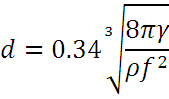 d = 0.34 ∛(8πγ / ρf²)